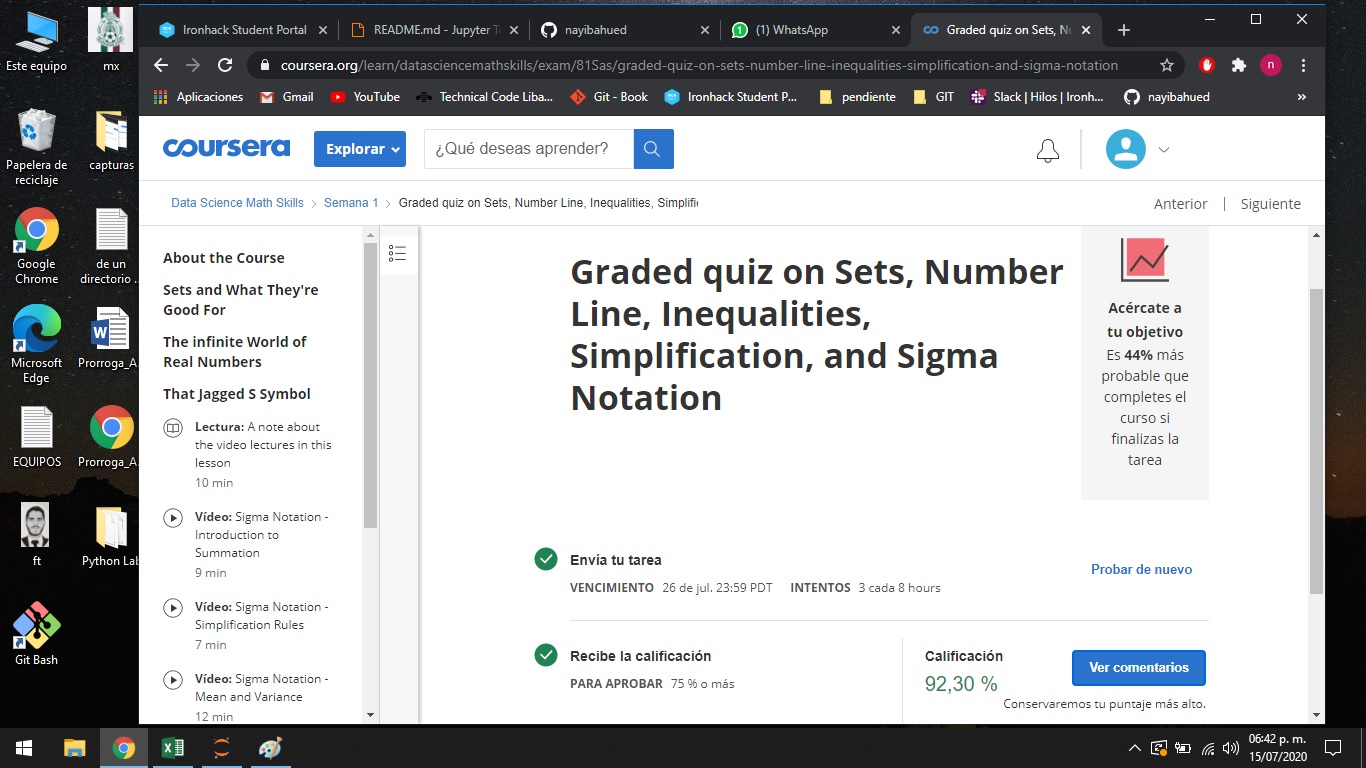 Este equipo
mx
Papelera de
reciclaje
capturas
Google
Chrome
de un
directorio ...
Microsoft
Edge
Prorroga_A...
EQUIPOS
Prorroga_A...
ft
Python Lab
Git Bash
Ironhack Student Portal
README.md - Jupyter Te
nayibahued
(1) WhatsApp
Graded quiz on Sets, Nu
coursera.org/learn/datasciencemathskills/exam/81Sas/graded-quiz-on-sets-number-line-inequalities-simplification-and-sigma-notation
n
Aplicaciones
Gmail
YouTube
Technical Code Liba...
Git - Book
Ironhack Student P...
pendiente
GIT
Slack | Hilos | Ironh...
nayibahued
»
coursera
Explorar
¿Qué deseas aprender?
Data Science Math Skills > Semana 1 > Graded quiz on Sets, Number Line, Inequalities, Simplifi
Anterior | Siguiente
About the Course
Sets and What They're
Good For
The infinite World of
Real Numbers
That Jagged S Symbol
Lectura: A note about
the video lectures in this
lesson
10 min
Vídeo: Sigma Notation -
Introduction to
Summation
9 min
Vídeo: Sigma Notation -
Simplification Rules
7 min
Vídeo: Sigma Notation -
Mean and Variance
12 min
Graded quiz on Sets, Number
Line, Inequalities,
Simplification, and Sigma
Notation
Acércate a
tu objetivo
Es 44% más
probable que
completes el
curso si
finalizas la
tarea
Envía tu tarea
VENCIMIENTO 26 de jul. 23:59 PDT INTENTOS 3 cada 8 hours
Probar de nuevo
Recibe la calificación
PARA APROBAR 75 % o más
Calificación
92,30 %
Ver comentarios
Conservaremos tu puntaje más alto.
06:42 p. m.
15/07/2020